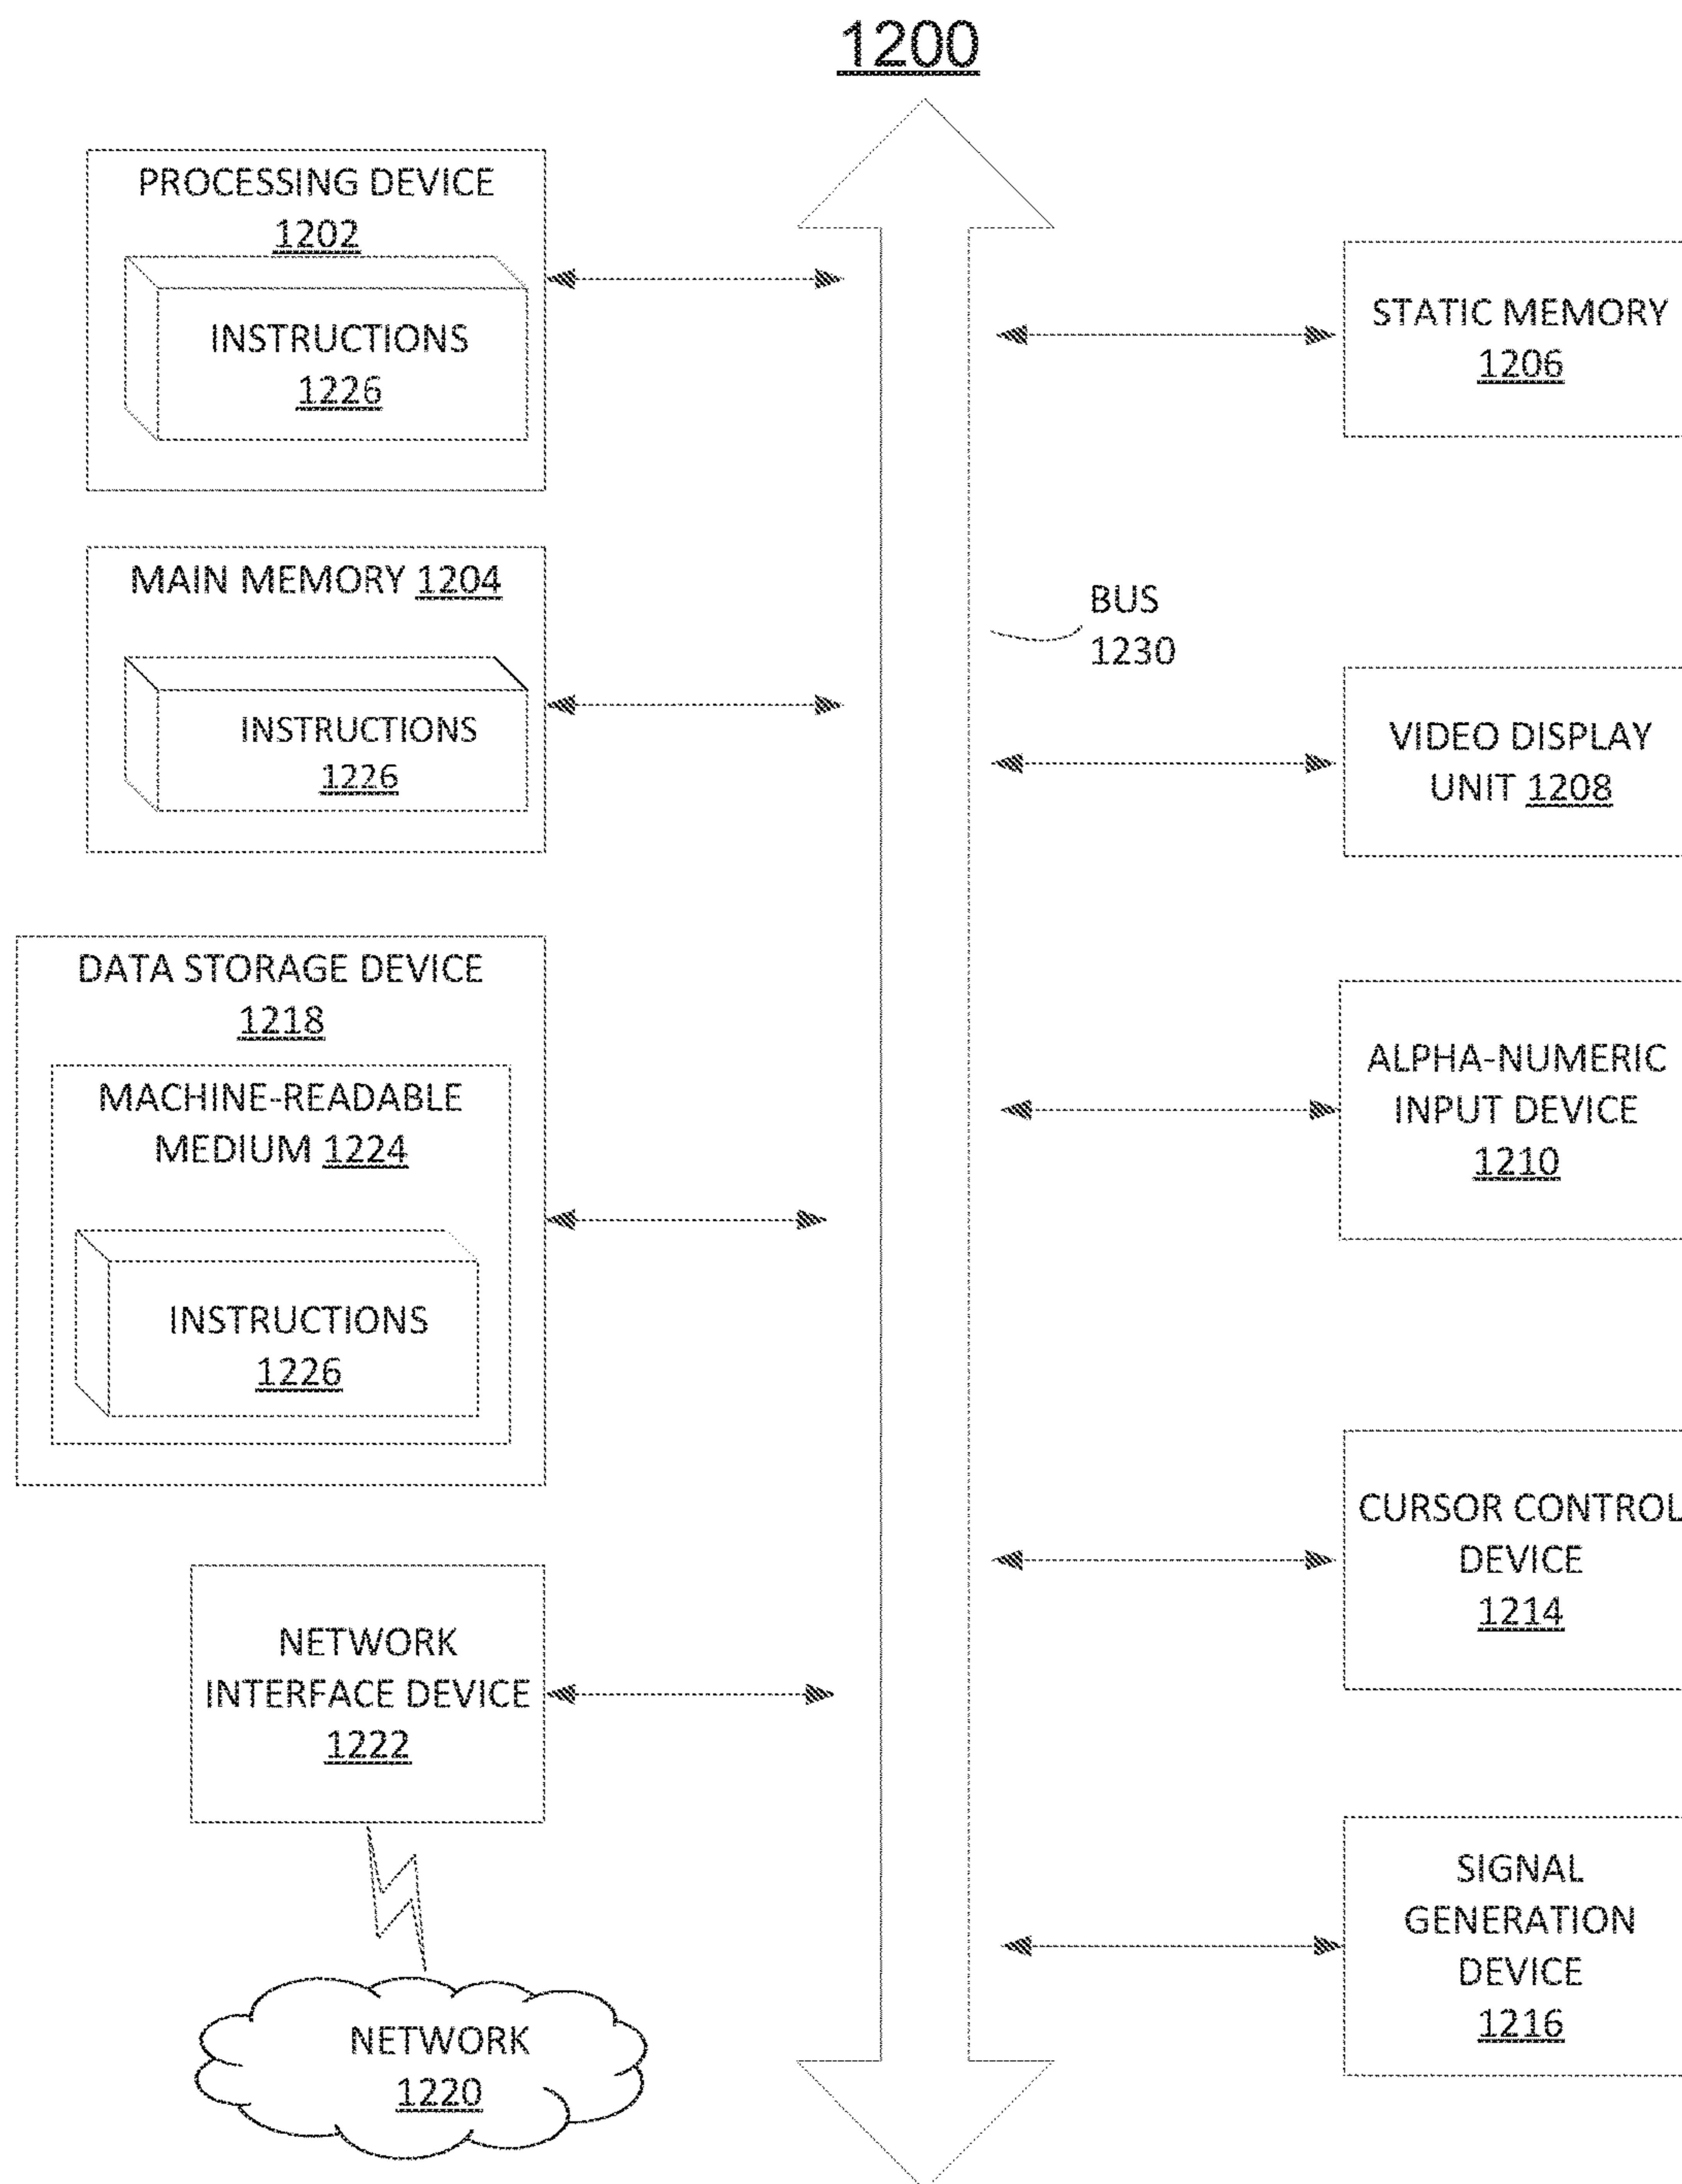 1200
PROCESSING DEVICE
1202
INSTRUCTIONS
1226
MAIN MEMORY 1204
INSTRUCTIONS
1226
DATA STORAGE DEVICE
1218
MACHINE-READABLE
MEDIUM 1224
INSTRUCTIONS
1226
NETWORK
INTERFACE DEVICE
1222
NETWORK
1220
BUS
1230
STATIC MEMORY
1206
VIDEO DISPLAY
UNIT 1208
ALPHA-NUMERIC
INPUT DEVICE
1210
CURSOR CONTROL
DEVICE
1214
SIGNAL
GENERATION
DEVICE
1216